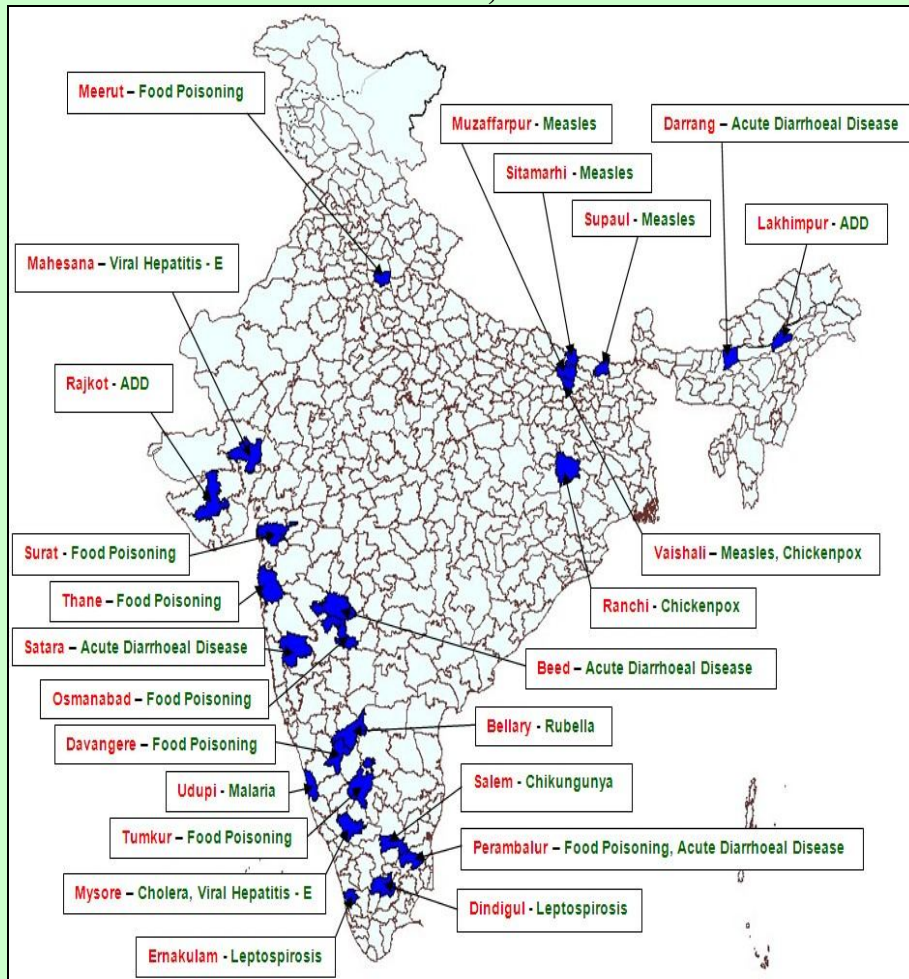 Meerut – Food Poisoning
Muzaffarpur - Measles
Darrang – Acute Diarrhoeal Disease
Sitamarhi - Measles
Supaul - Measles
Lakhimpur - ADD
Mahesana – Viral Hepatitis - E
Rajkot - ADD
Surat - Food Poisoning
Vaishali – Measles, Chickenpox
Thane – Food Poisoning
Ranchi - Chickenpox
Satara – Acute Diarrhoeal Disease
Beed – Acute Diarrhoeal Disease
Osmanabad – Food Poisoning
Bellary - Rubella
Davangere – Food Poisoning
Udupi - Malaria
Salem - Chikungunya
Tumkur – Food Poisoning
Perambalur – Food Poisoning, Acute Diarrhoeal Disease
Mysore – Cholera, Viral Hepatitis - E
Dindigul - Leptospirosis
Ernakulam - Leptospirosis